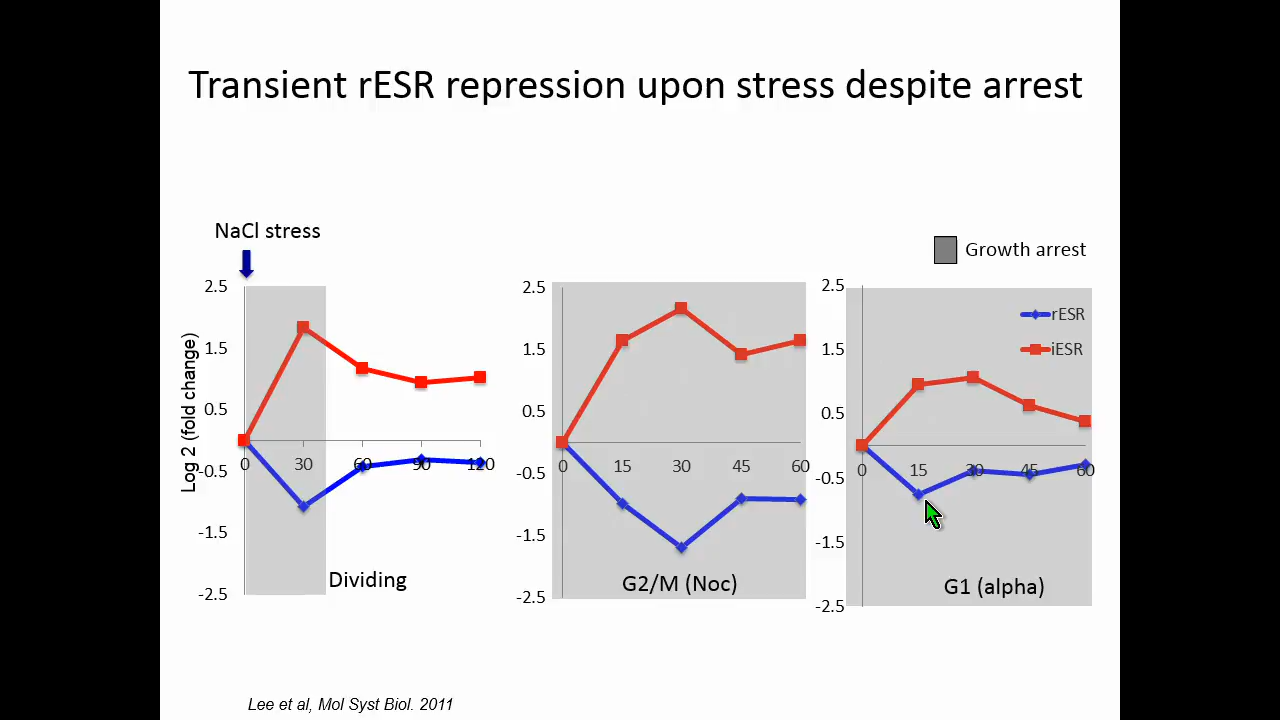 Transient rESR repression upon stress despite arrest
NaCl stress
Growth arrest
Log 2 (fold change)
2.5
1.5
0.5
-0.5
-1.5
-2.5
0 30 60 90 120
Dividing
2.5
1.5
0.5
-0.5
-1.5
-2.5
0 15 30 45 60
G2/M (Noc)
2.5
1.5
0.5
-0.5
-1.5
-2.5
0 15 30 45 60
rESR
iESR
G1 (alpha)
Lee et al, Mol Syst Biol. 2011